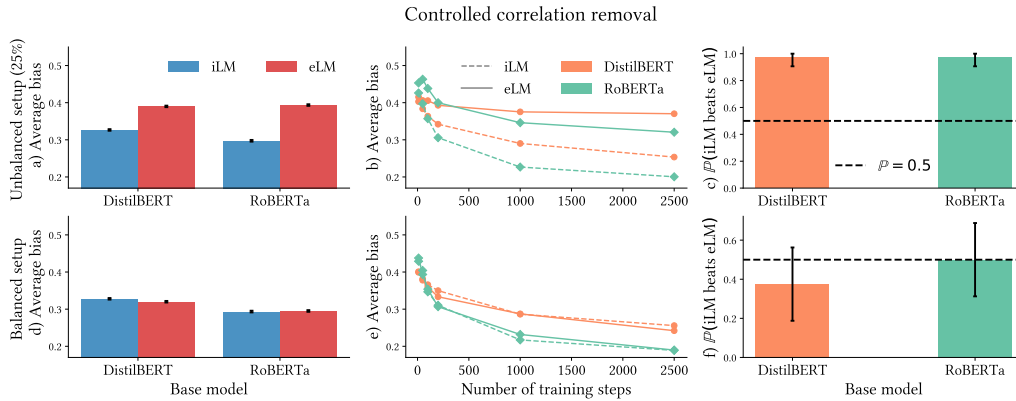 Controlled correlation removal
Unbalanced setup (25%)
a) Average bias
0.5
0.4
0.3
0.2
iLM
eLM
DistilBERT
RoBERTa
b) Average bias
0.5
0.4
0.3
0.2
iLM
eLM
DistilBERT
RoBERTa
0
500
1000
1500
2000
2500
c) ℙ(iLM beats eLM)
1.0
0.8
0.6
0.4
0.2
0.0
ℙ = 0.5
DistilBERT
RoBERTa
Balanced setup
d) Average bias
0.5
0.4
0.3
0.2
DistilBERT
RoBERTa
Base model
e) Average bias
0.5
0.4
0.3
0.2
0
500
1000
1500
2000
2500
Number of training steps
f) ℙ(iLM beats eLM)
0.6
0.4
0.2
0.0
DistilBERT
RoBERTa
Base model